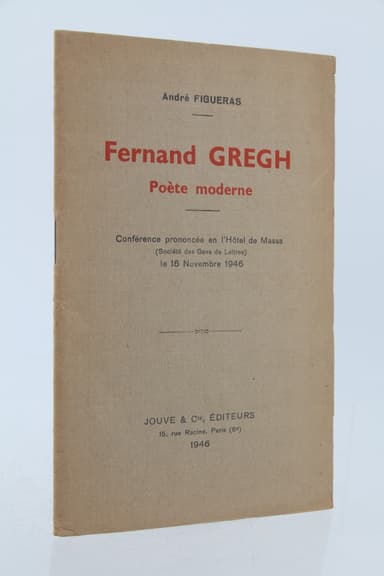 André FIGUERAS
Fernand GREGH
Poète moderne
Conférence prononcée en l'Hôtel de Massa
(Société des Gens de Lettres)
le 16 Novembre 1946
JOUVE & Cie, ÉDITEURS
15, rue Racine, Paris (6e)
1946